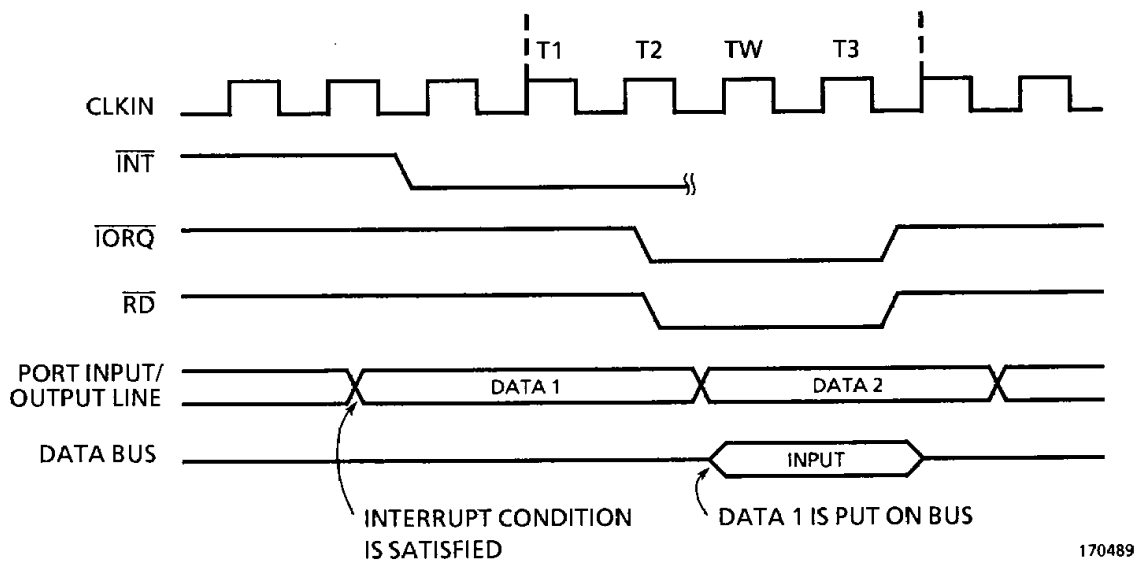 T1 T2 TW T3
CLKIN
INT
IORQ
RD
PORT INPUT/
OUTPUT LINE
DATA 1 DATA 2
DATA BUS
INPUT
INTERRUPT CONDITION
IS SATISFIED
DATA 1 IS PUT ON BUS
170489